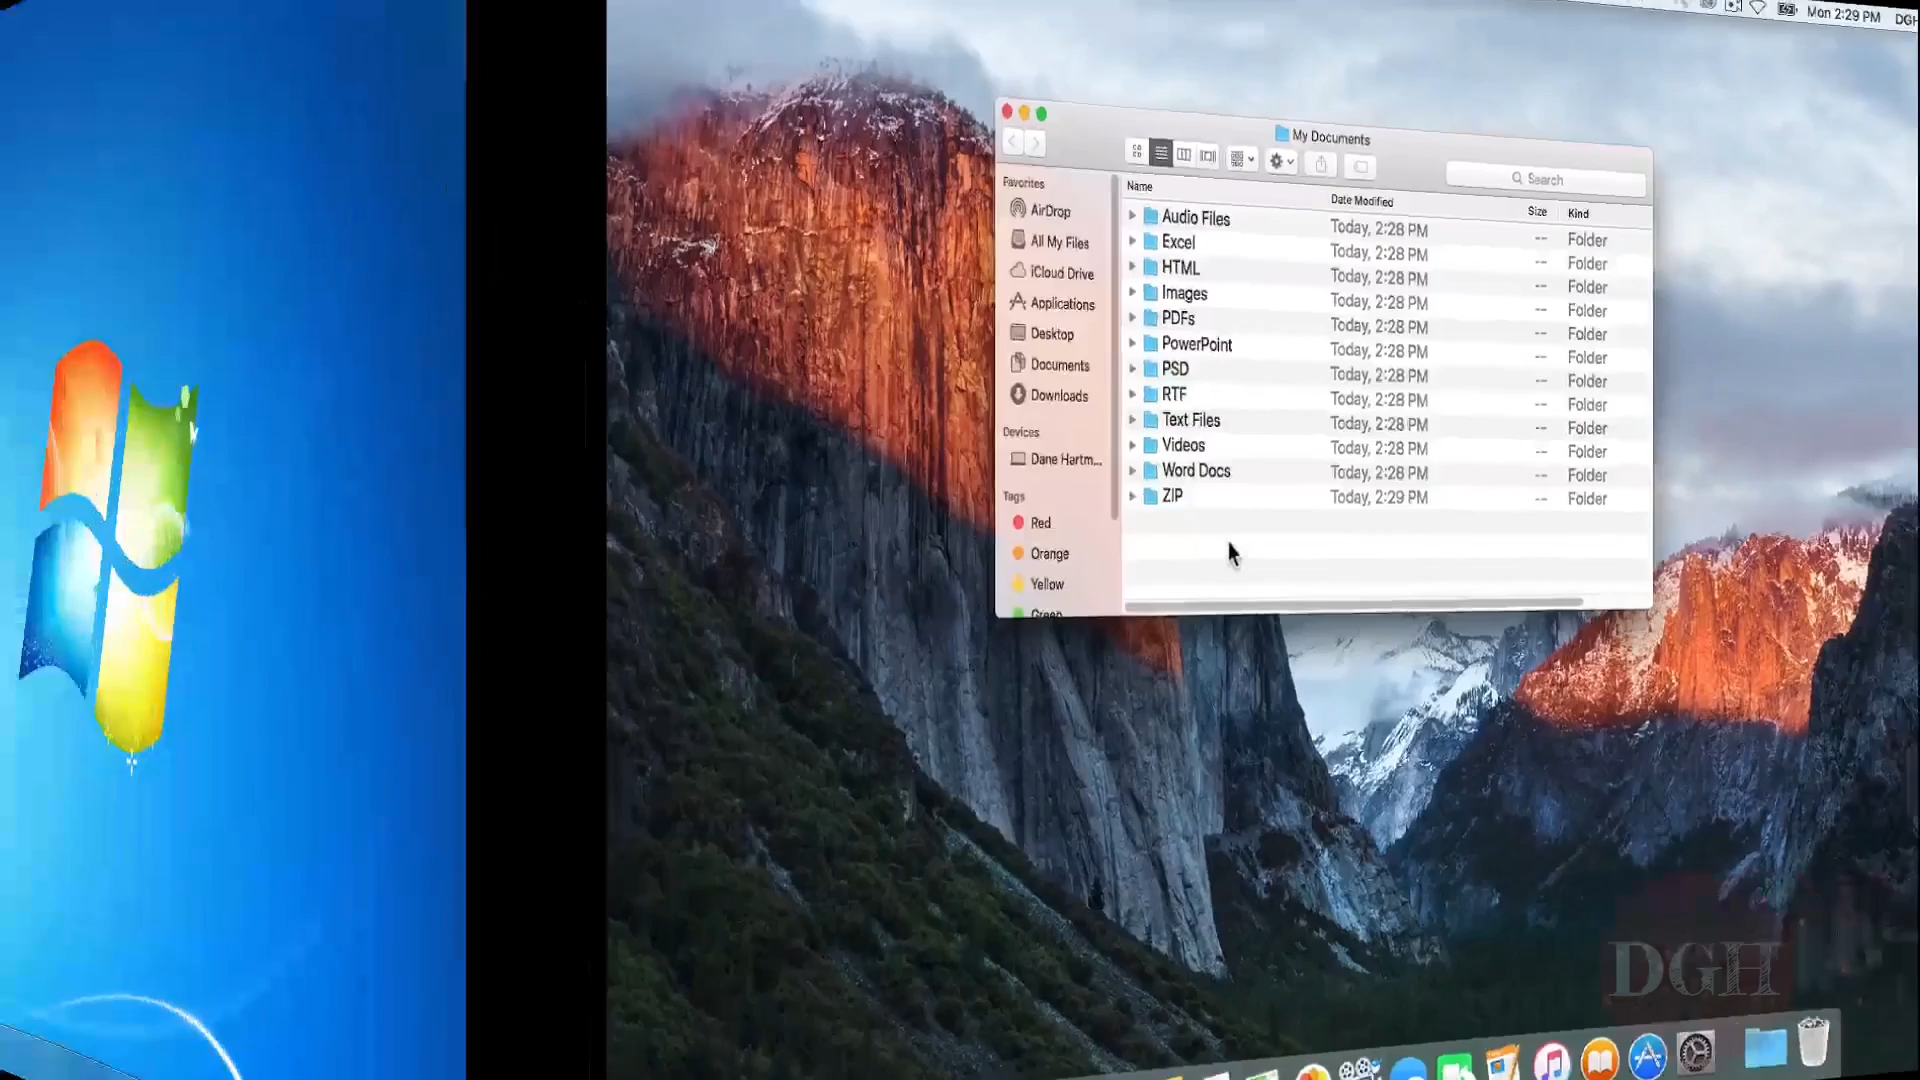 Mon 2:29 PM DGH
My Documents
Search
Favorites
AirDrop
All My Files
iCloud Drive
Applications
Desktop
Documents
Downloads
Devices
Dane Hartm...
Tags
Red
Orange
Yellow
Green
Name Date Modified Size Kind
Audio Files Today, 2:28 PM -- Folder
Excel Today, 2:28 PM -- Folder
HTML Today, 2:28 PM -- Folder
Images Today, 2:28 PM -- Folder
PDFs Today, 2:28 PM -- Folder
PowerPoint Today, 2:28 PM -- Folder
PSD Today, 2:28 PM -- Folder
RTF Today, 2:28 PM -- Folder
Text Files Today, 2:28 PM -- Folder
Videos Today, 2:28 PM -- Folder
Word Docs Today, 2:28 PM -- Folder
ZIP Today, 2:29 PM -- Folder
DGH